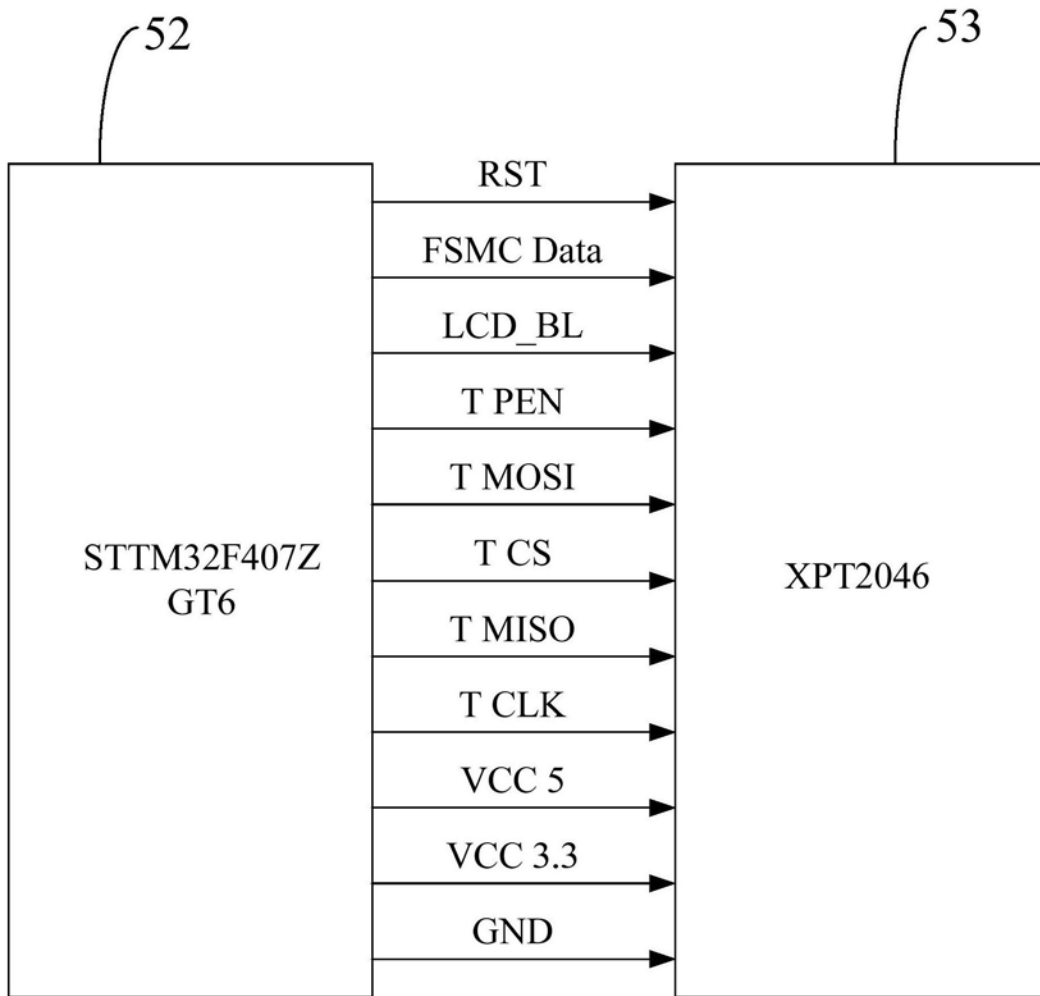 52
53
RST
FSMC Data
LCD_BL
T PEN
T MOSI
T CS
T MISO
T CLK
VCC 5
VCC 3.3
GND
STTM32F407Z
GT6
XPT2046